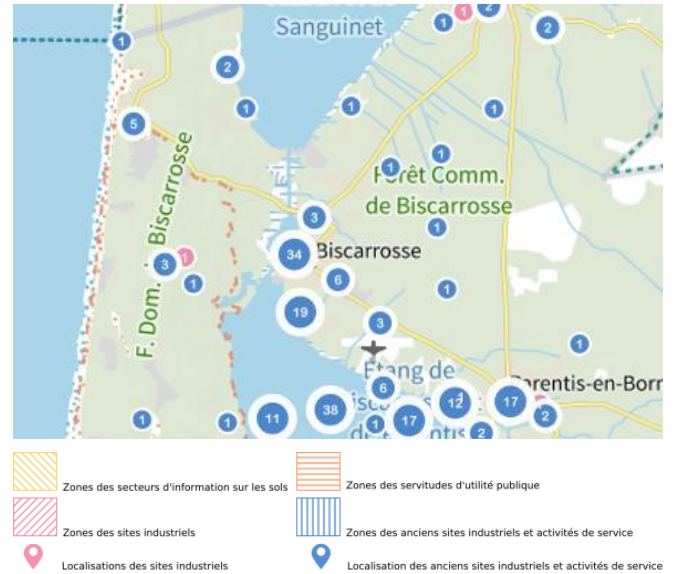 Sanguinet
1
1
1
2
2
2
1
1
1
5
1
1
Forêt Comm.
de Biscarrosse
F. Dom. Biscarrosse
3
1
34
Biscarrosse
3
1
1
6
1
19
3
1
Étang de
6
Parentis-en-Born
1
1
11
38
1
17
12
1
17
2
2
Zones des secteurs d'information sur les sols
Zones des servitudes d'utilité publique
Zones des sites industriels
Zones des anciens sites industriels et activités de service
Localisations des sites industriels
Localisation des anciens sites industriels et activités de service